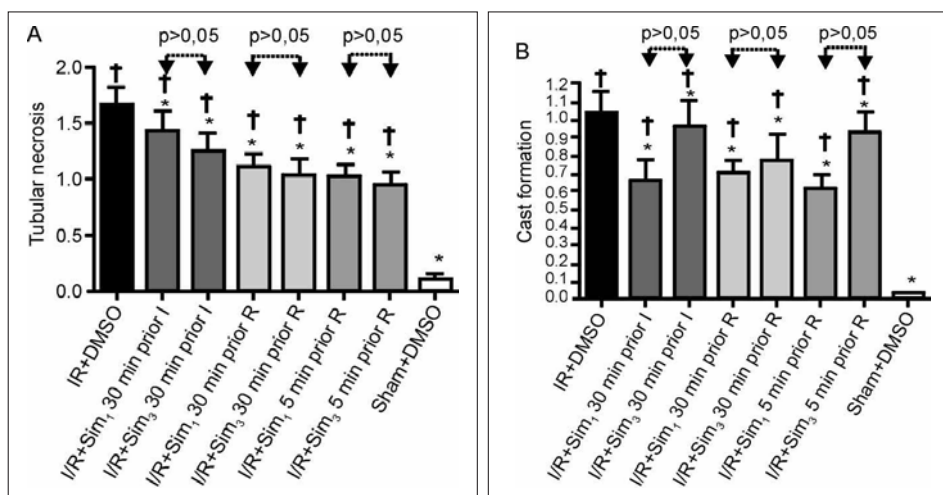 A
p>0,05
p>0,05
p>0,05
Tubular necrosis
2.0
1.5
1.0
0.5
0.0
† †* †* †* †* †* †* *
IR+DMSO
I/R+Sim₁ 30 min prior I
I/R+Sim₃ 30 min prior I
I/R+Sim₁ 30 min prior R
I/R+Sim₃ 30 min prior R
I/R+Sim₁ 5 min prior R
I/R+Sim₃ 5 min prior R
Sham+DMSO
B
p>0,05
p>0,05
p>0,05
Cast formation
1.2
1.1
1.0
0.9
0.8
0.7
0.6
0.5
0.4
0.3
0.2
0.1
0.0
† †* †* †* †* †* †* *
IR+DMSO
I/R+Sim₁ 30 min prior I
I/R+Sim₃ 30 min prior I
I/R+Sim₁ 30 min prior R
I/R+Sim₃ 30 min prior R
I/R+Sim₁ 5 min prior R
I/R+Sim₃ 5 min prior R
Sham+DMSO